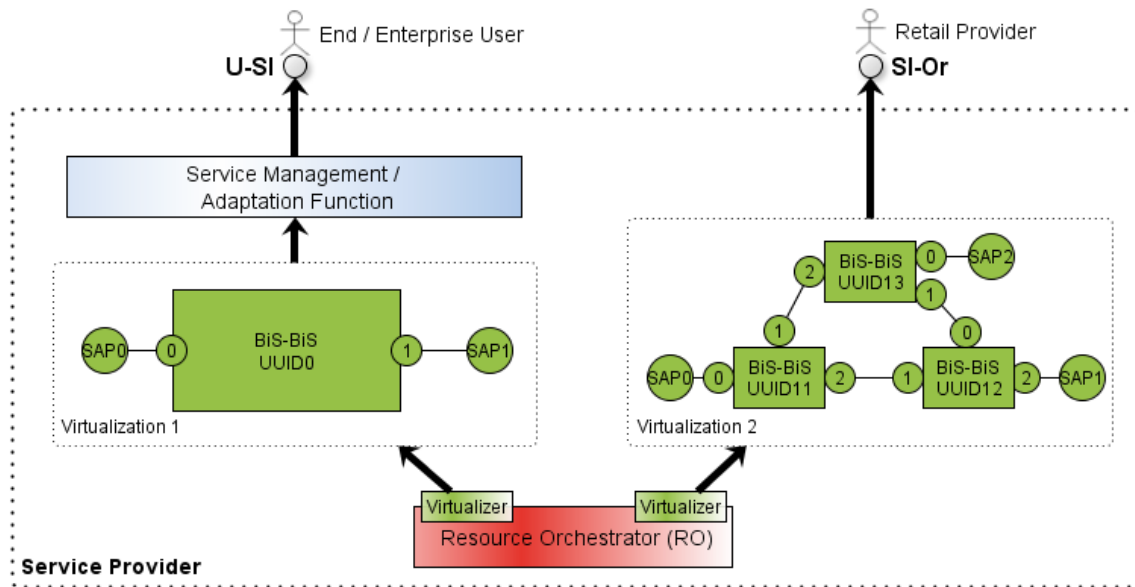 End / Enterprise User
U-SI
Retail Provider
SI-Or
Service Management /
Adaptation Function
BiS-BiS
UUID0
SAP0
0
1
SAP1
Virtualization 1
BiS-BiS
UUID13
2
0
SAP2
1
1
0
SAP0
0
BiS-BiS
UUID11
2
1
BiS-BiS
UUID12
2
SAP1
Virtualization 2
Virtualizer
Virtualizer
Resource Orchestrator (RO)
Service Provider